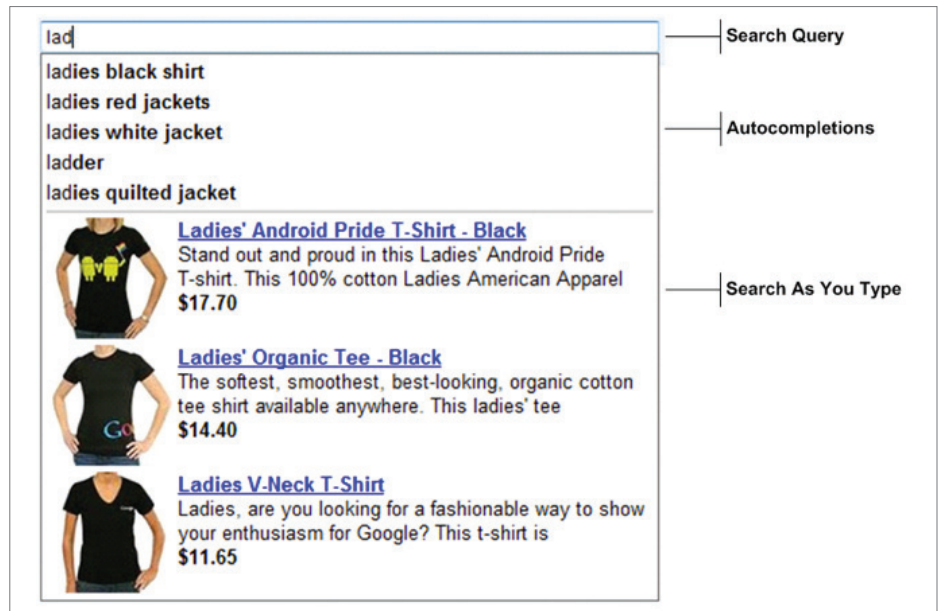 lad
Search Query
ladies black shirt
ladies red jackets
ladies white jacket
Autocompletions
ladder
ladies quilted jacket
Ladies' Android Pride T-Shirt - Black
Stand out and proud in this Ladies' Android Pride
T-shirt. This 100% cotton Ladies American Apparel
$17.70
Search As You Type
Ladies' Organic Tee - Black
The softest, smoothest, best-looking, organic cotton
tee shirt available anywhere. This ladies' tee
$14.40
Goo
Ladies V-Neck T-Shirt
Ladies, are you looking for a fashionable way to show
your enthusiasm for Google? This t-shirt is
$11.65